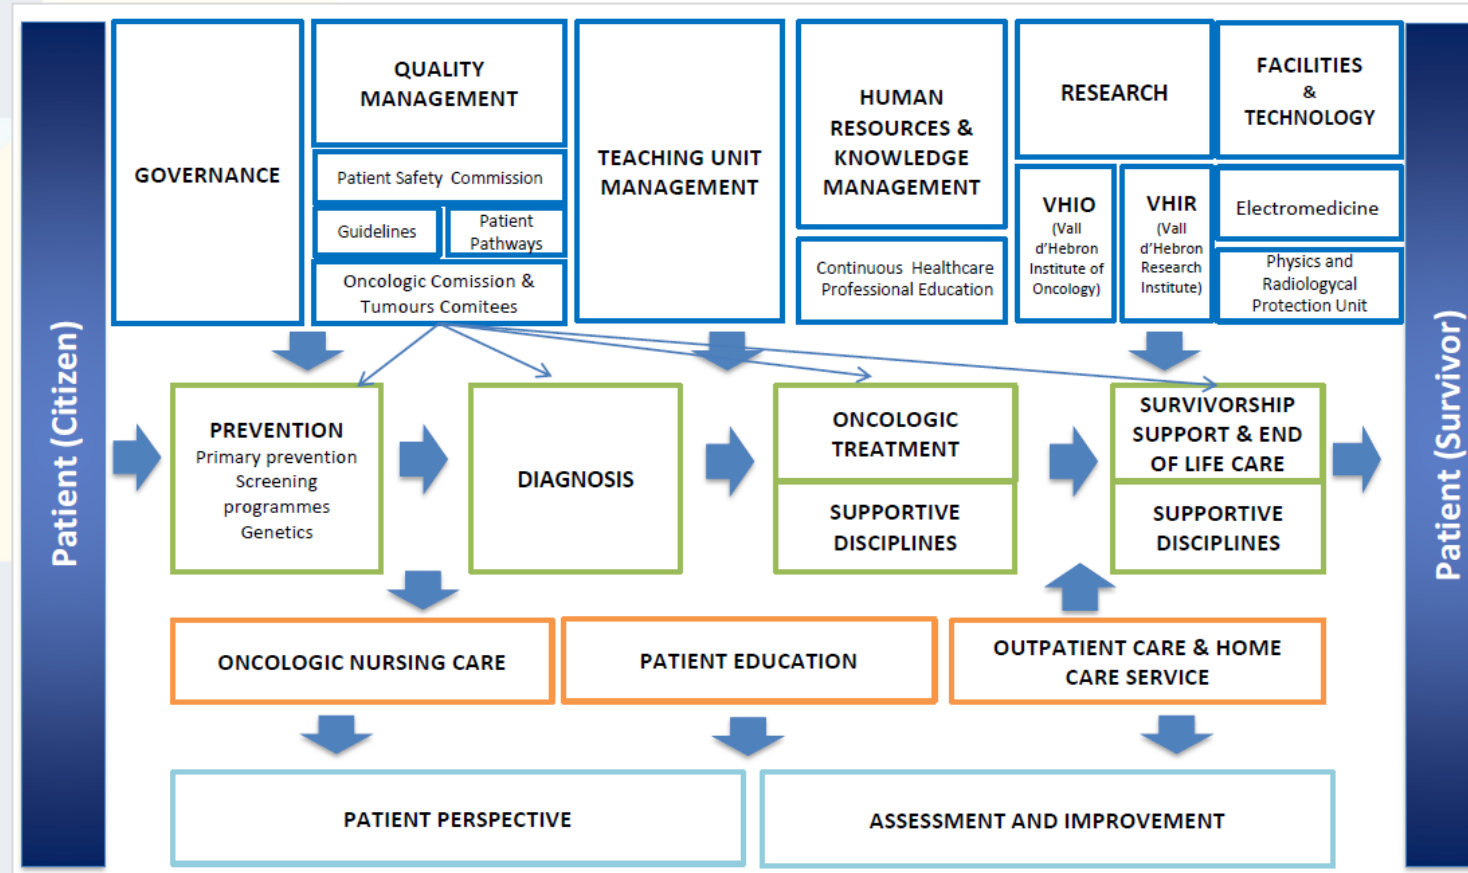 Patient (Citizen)
GOVERNANCE
QUALITY
MANAGEMENT
Patient Safety Commission
Guidelines
Patient
Pathways
Oncologic Comission &
Tumours Comitees
TEACHING UNIT
MANAGEMENT
HUMAN
RESOURCES &
KNOWLEDGE
MANAGEMENT
Continuous Healthcare
Professional Education
RESEARCH
VHIO
(Vall
d'Hebron
Institute of
Oncology)
VHIR
(Vall
d'Hebron
Research
Institute)
FACILITIES
&
TECHNOLOGY
Electromedicine
Physics and
Radiologycal
Protection Unit
PREVENTION
Primary prevention
Screening
programmes
Genetics
DIAGNOSIS
ONCOLOGIC
TREATMENT
SUPPORTIVE
DISCIPLINES
SURVIVORSHIP
SUPPORT & END
OF LIFE CARE
SUPPORTIVE
DISCIPLINES
ONCOLOGIC NURSING CARE
PATIENT EDUCATION
OUTPATIENT CARE & HOME
CARE SERVICE
PATIENT PERSPECTIVE
ASSESSMENT AND IMPROVEMENT
Patient (Survivor)